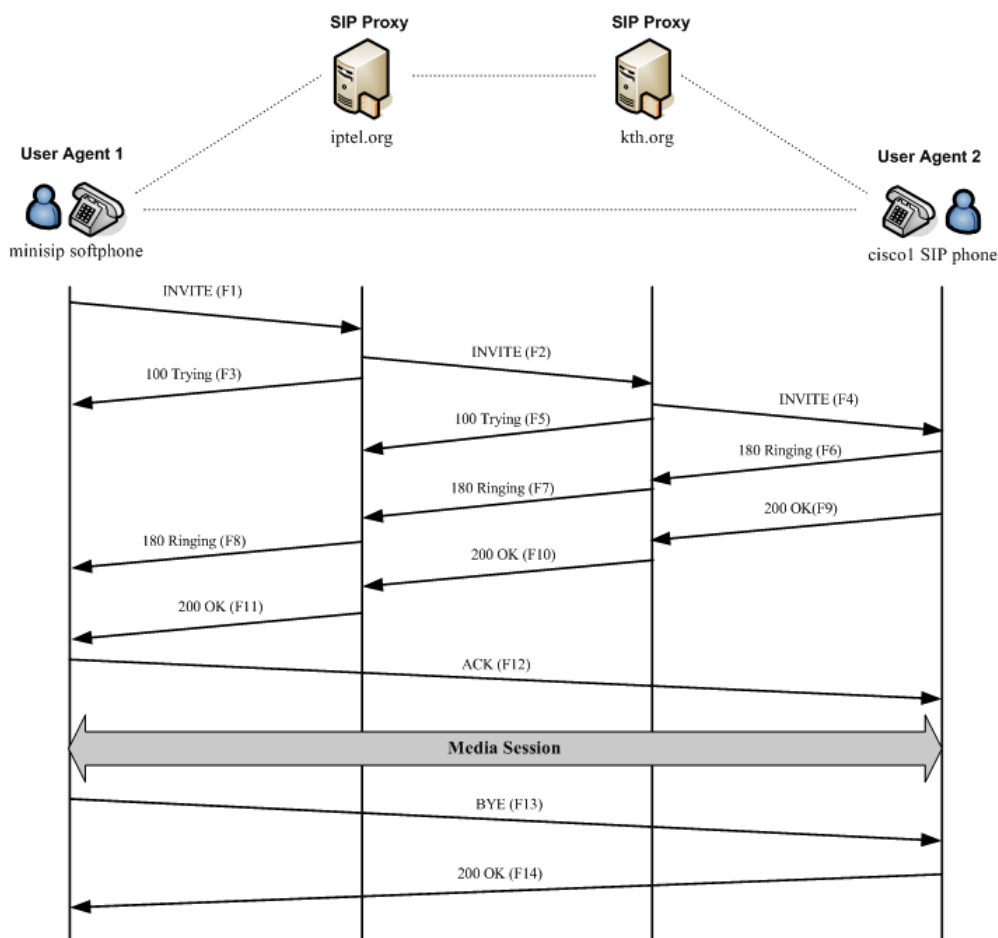 SIP Proxy
SIP Proxy
iptel.org
kth.org
User Agent 1
User Agent 2
minisip softphone
cisco1 SIP phone
INVITE (F1)
INVITE (F2)
100 Trying (F3)
INVITE (F4)
100 Trying (F5)
180 Ringing (F6)
180 Ringing (F7)
200 OK(F9)
180 Ringing (F8)
200 OK (F10)
200 OK (F11)
ACK (F12)
Media Session
BYE (F13)
200 OK (F14)